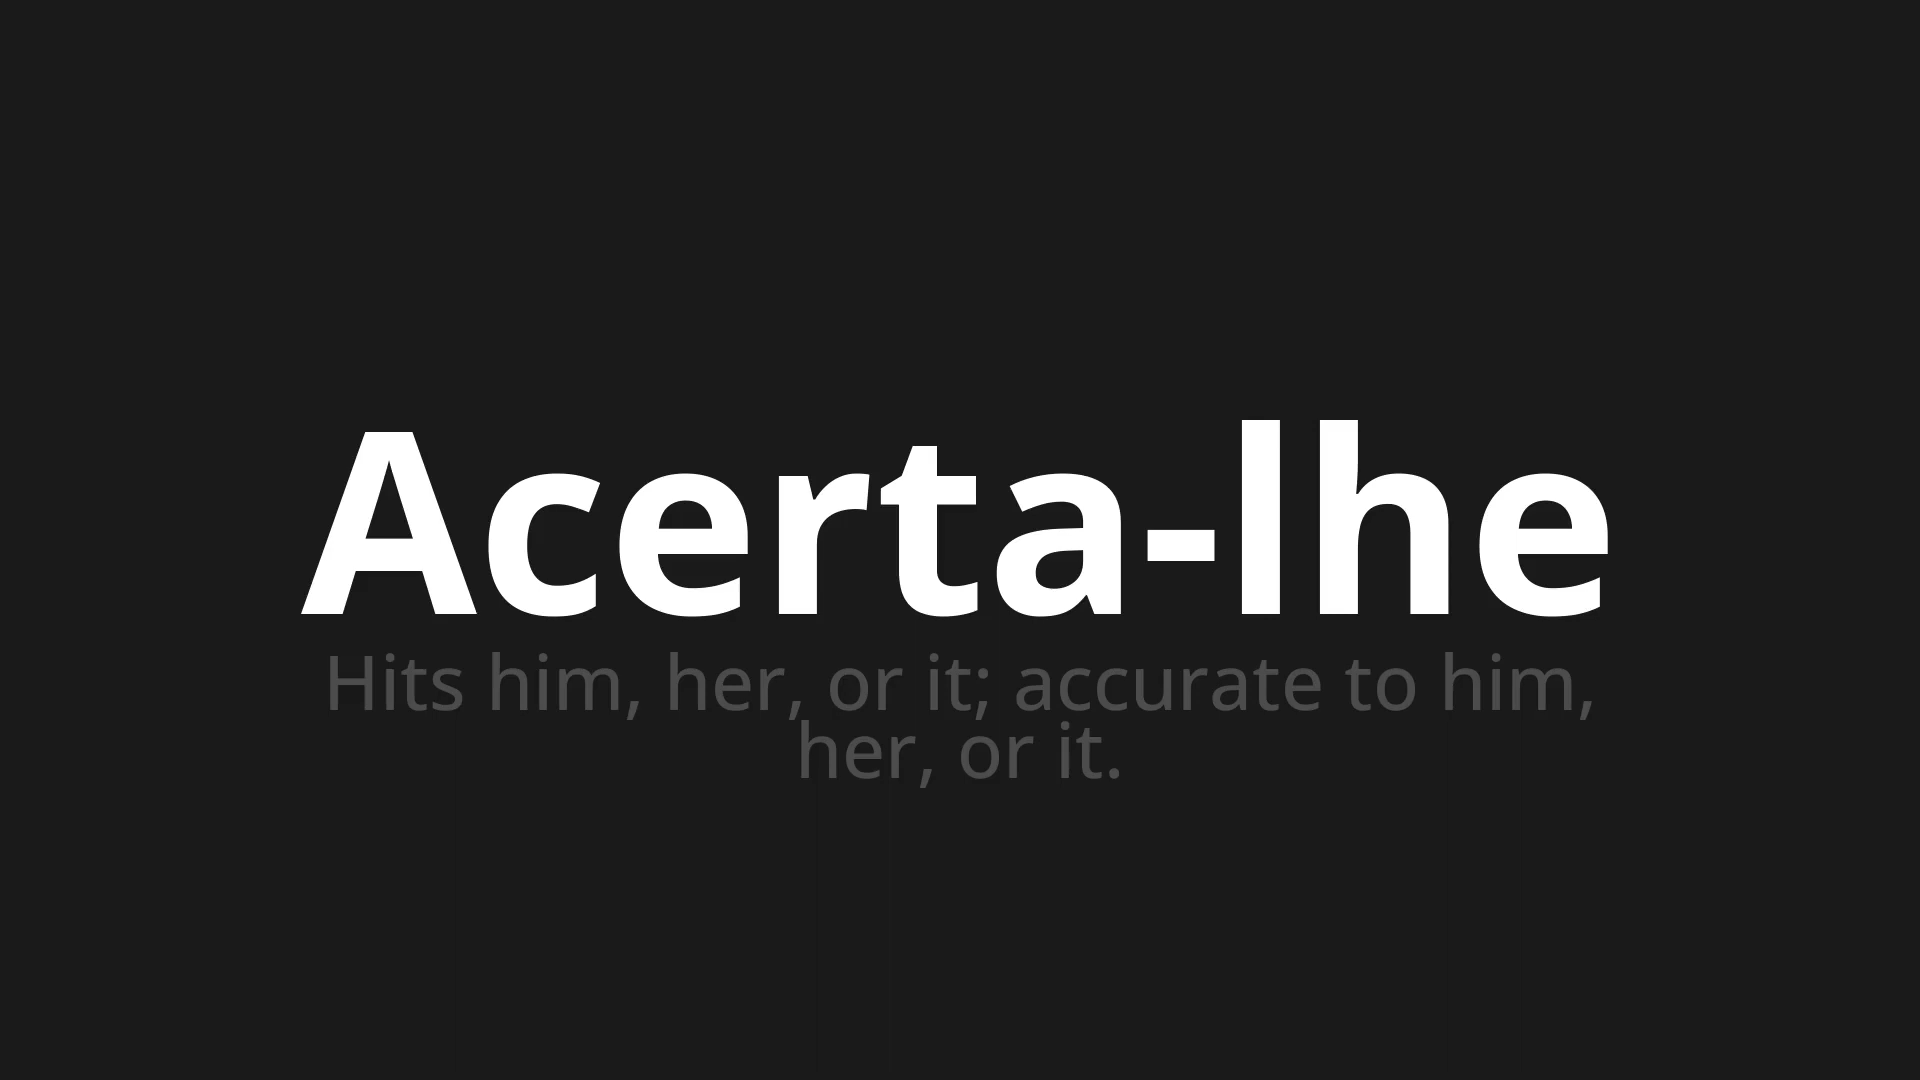 Acerta-lhe
Hits him, her, or it; accurate to him,
her, or it.